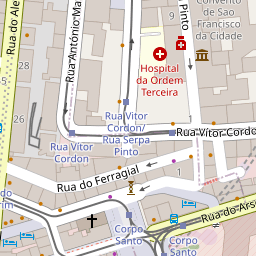 Convento
de São
Francisco
da Cidade
Pinto
Rua do Ale
Rua António Ma
Hospital
da Ordem
Terceira
28
26
Rua Vitor
Cordon/
Rua Serpa
Pinto
Rua Vitor
Cordon
Rua Vitor Cordo
Rua do Ferragial
Corpo
Santo
Rua do Arse
Corpo
Santo